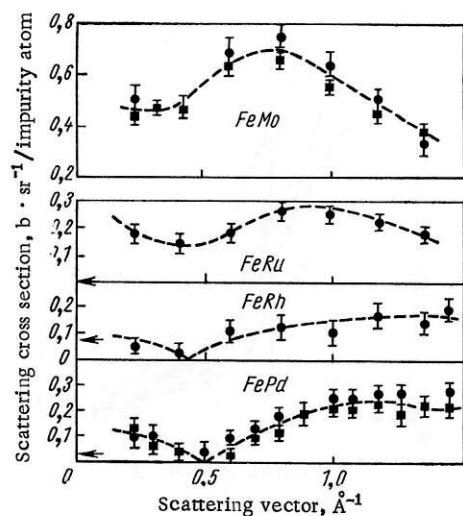 Scattering cross section, b · sr⁻¹/impurity atom
0,8
0,6
0,4
0,2
FeMo
0,3
0,2
0,1
FeRu
0,2
0,1
0
FeRh
0,3
0,2
0,1
FePd
0 0,5 1,0
Scattering vector, Å⁻¹